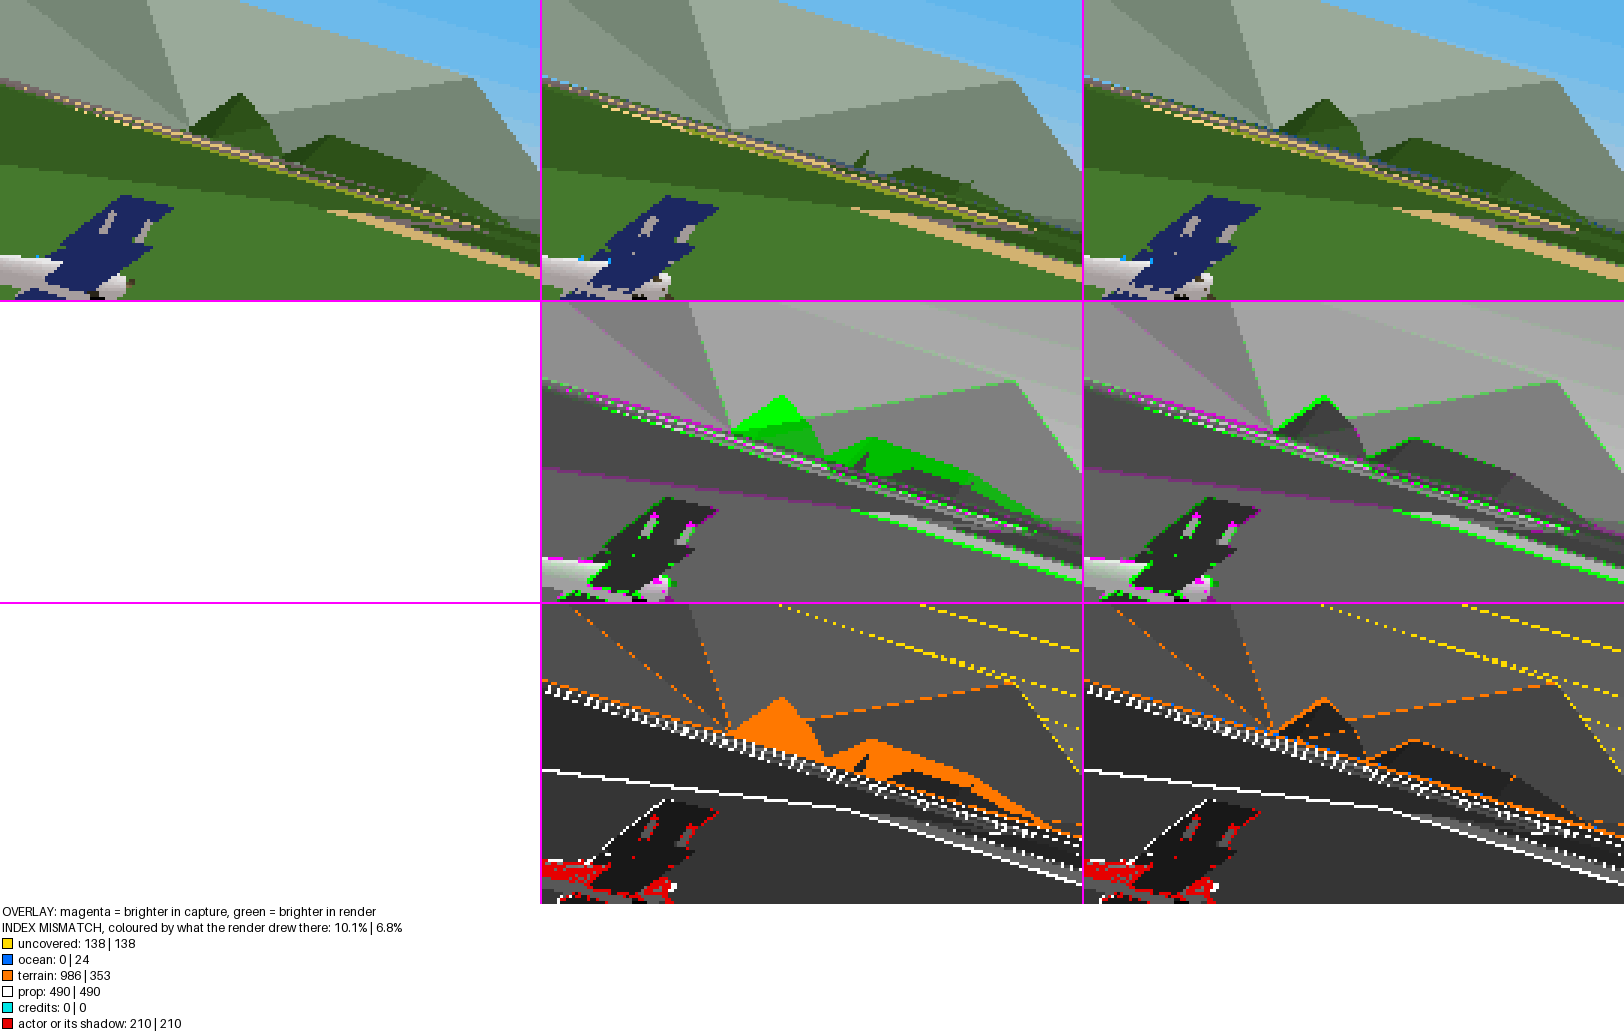 OVERLAY: magenta = brighter in capture, green = brighter in render
INDEX MISMATCH, coloured by what the render drew there: 10.1% | 6.8%
uncovered: 138 | 138
ocean: 0 | 24
terrain: 986 | 353
prop: 490 | 490
credits: 0 | 0
actor or its shadow: 210 | 210